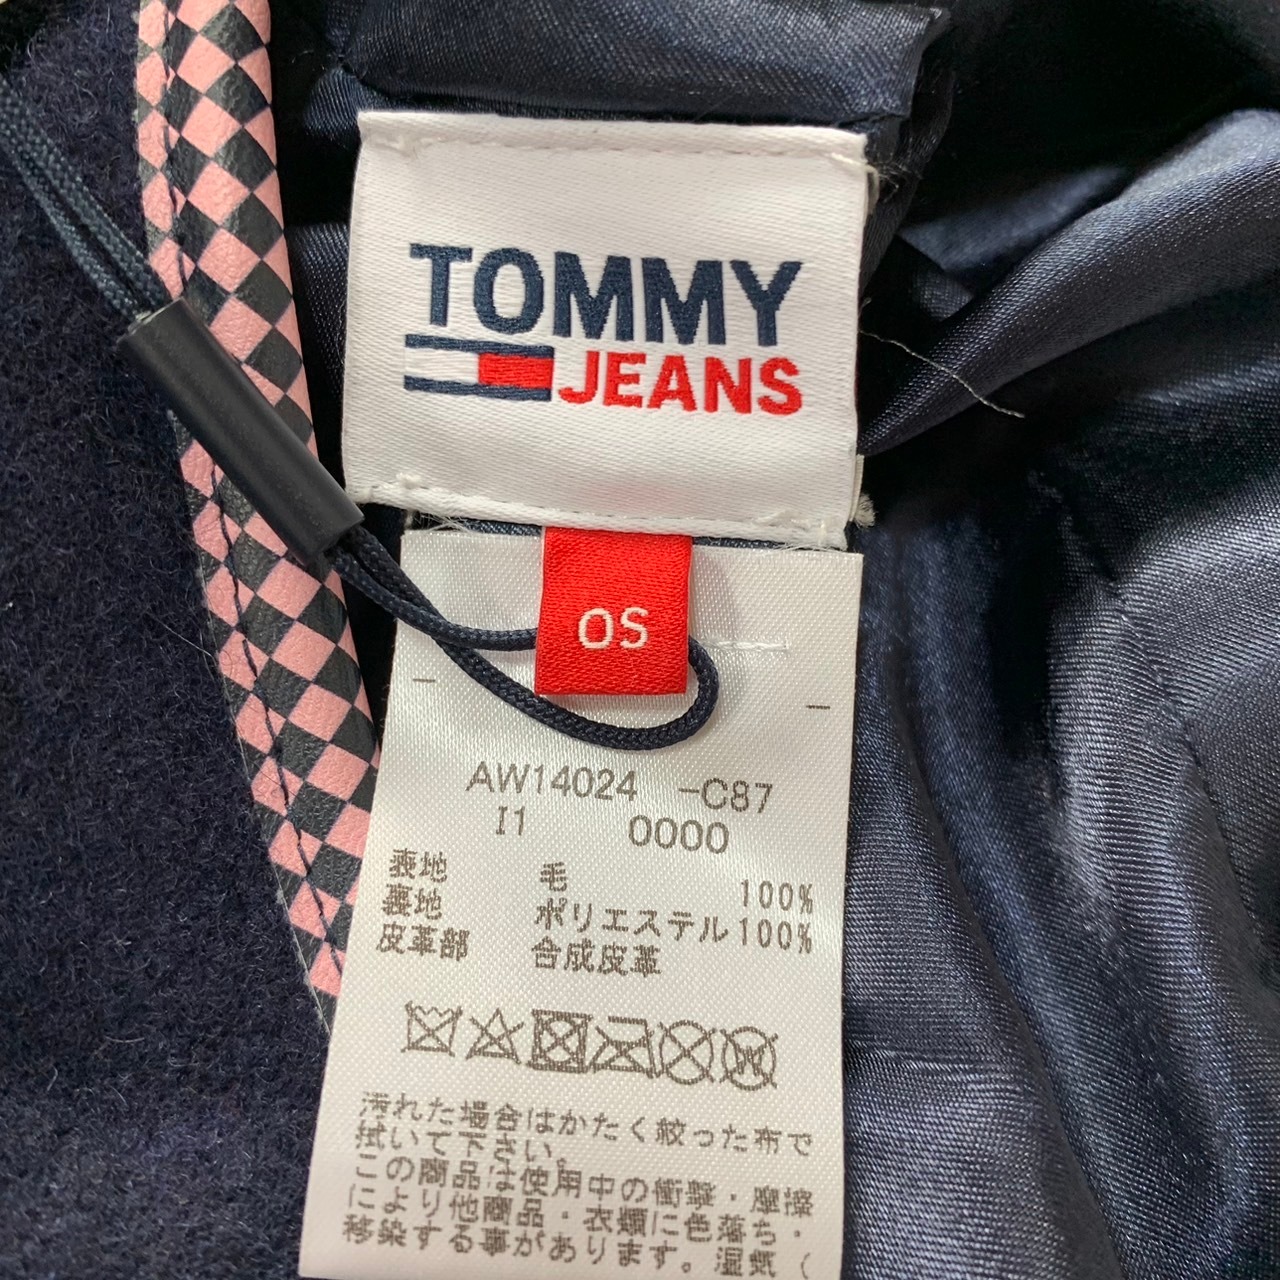 TOMMY
JEANS
OS
AW14024 -C87
I1 0000
表地 毛 100%
裏地 ポリエステル 100%
皮革部 合成皮革
汚れた場合はかたく絞った布で
拭いて下さい。
この商品は使用中の衝撃・摩擦
により他商品・衣類に色落ち・
移染する事があります。湿気（